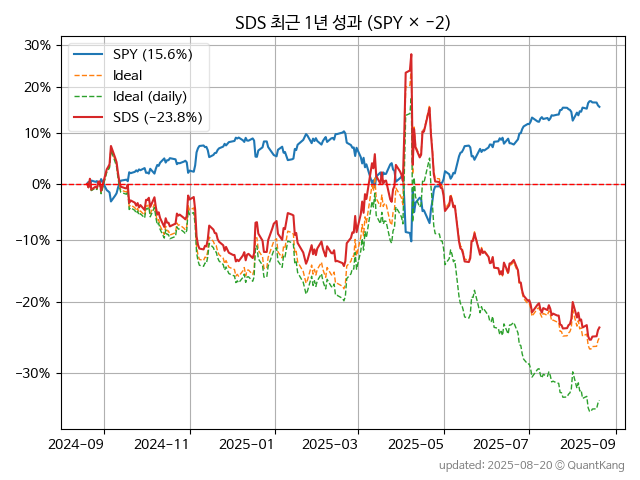 SDS 최근 1년 성과 (SPY × −2)
30%
20%
10%
0%
−10%
−20%
−30%
SPY (15.6%)
Ideal
Ideal (daily)
SDS (−23.8%)
2024-09
2024-11
2025-01
2025-03
2025-05
2025-07
2025-09
updated: 2025-08-20 © QuantKang